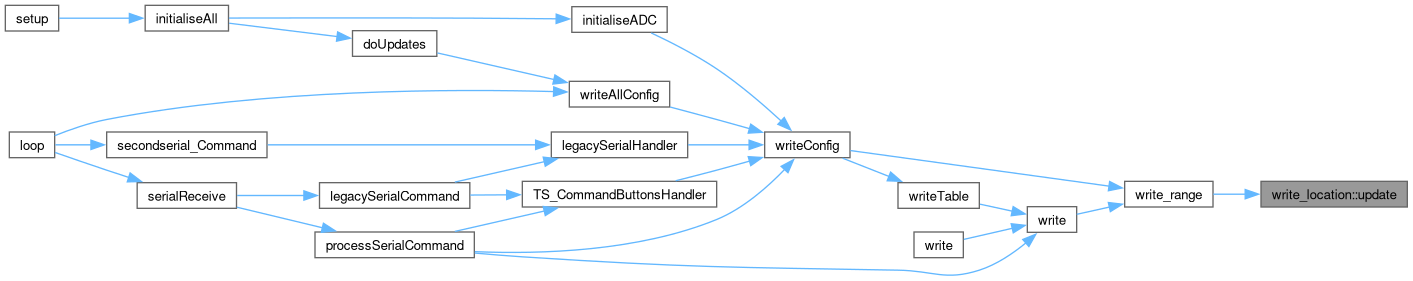 setup
initialiseAll
initialiseADC
doUpdates
writeAllConfig
loop
secondserial_Command
legacySerialHandler
writeConfig
serialReceive
legacySerialCommand
TS_CommandButtonsHandler
writeTable
write_range
write_location::update
processSerialCommand
write
write